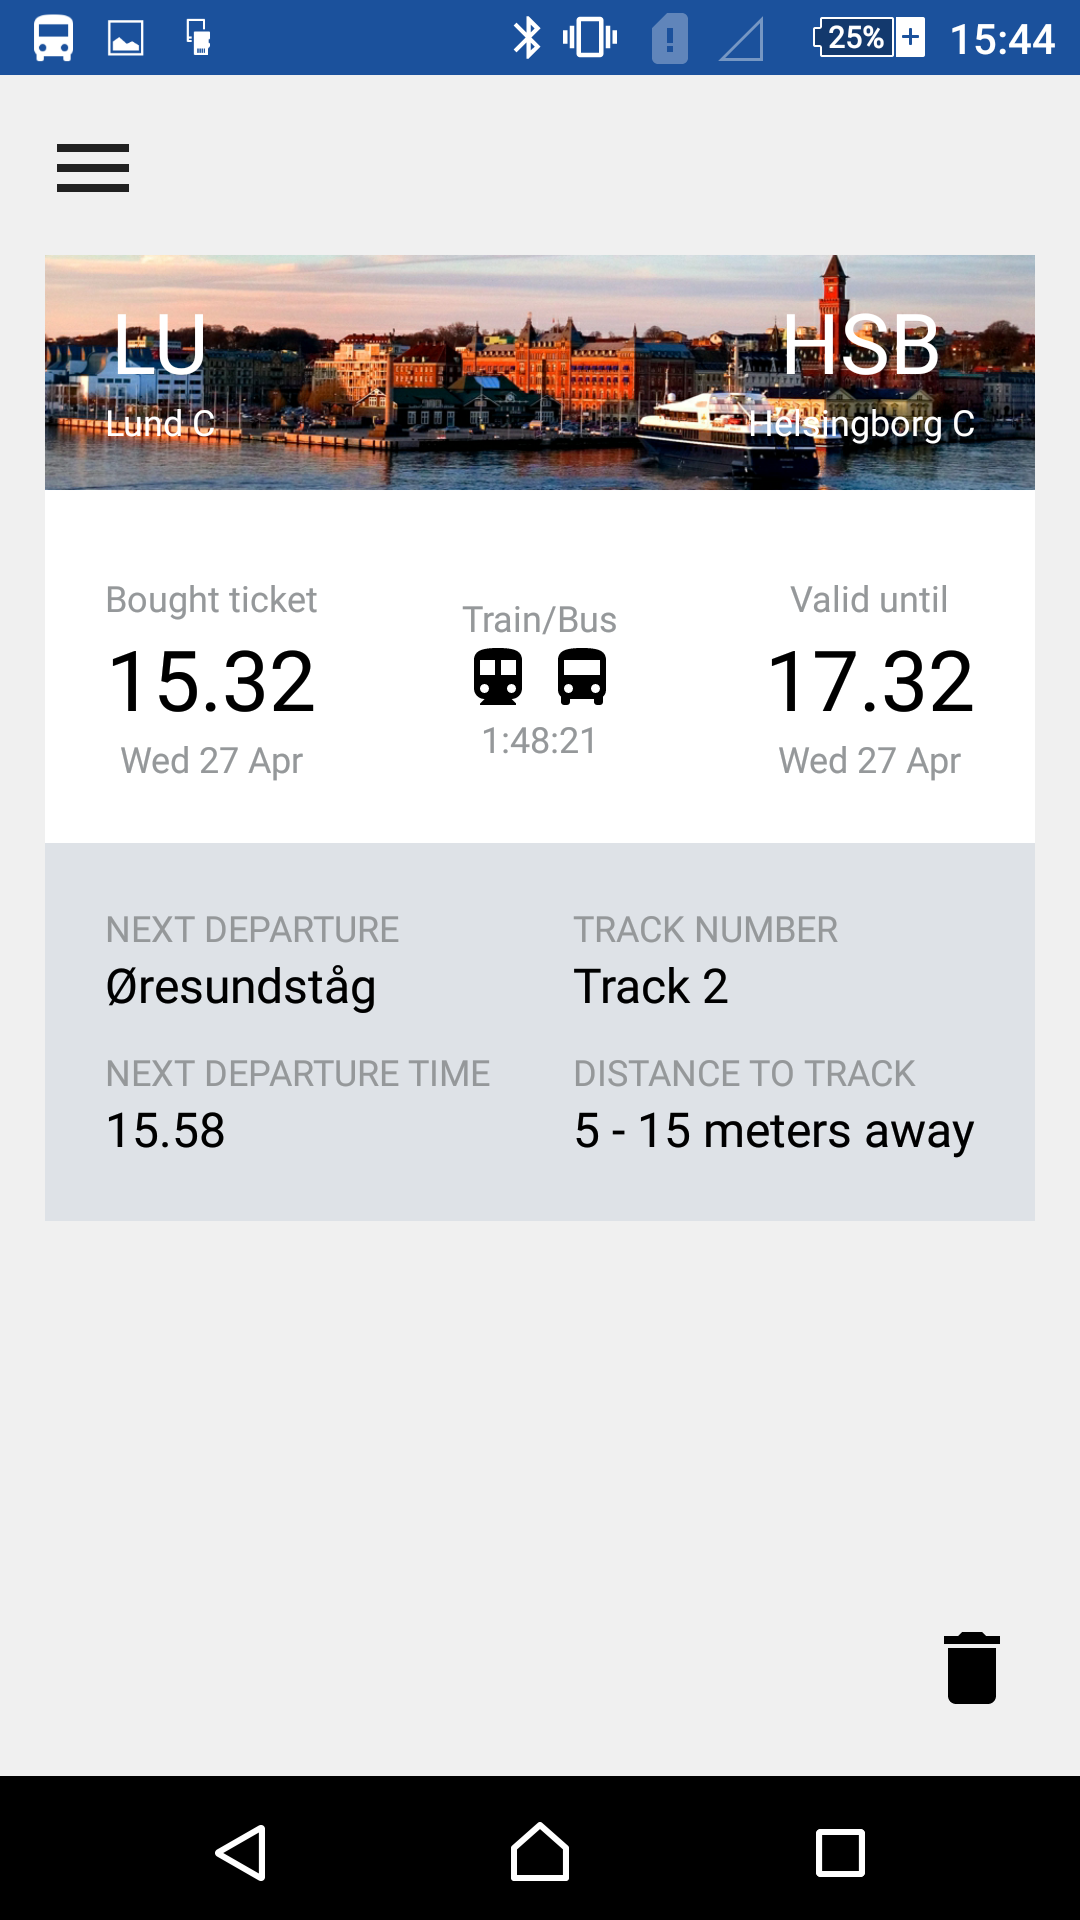 25% 15:44
LU HSB
Lund C Helsingborg C
Bought ticket Train/Bus Valid until
15.32 17.32
Wed 27 Apr 1:48:21 Wed 27 Apr
NEXT DEPARTURE TRACK NUMBER
Øresundståg Track 2
NEXT DEPARTURE TIME DISTANCE TO TRACK
15.58 5 - 15 meters away